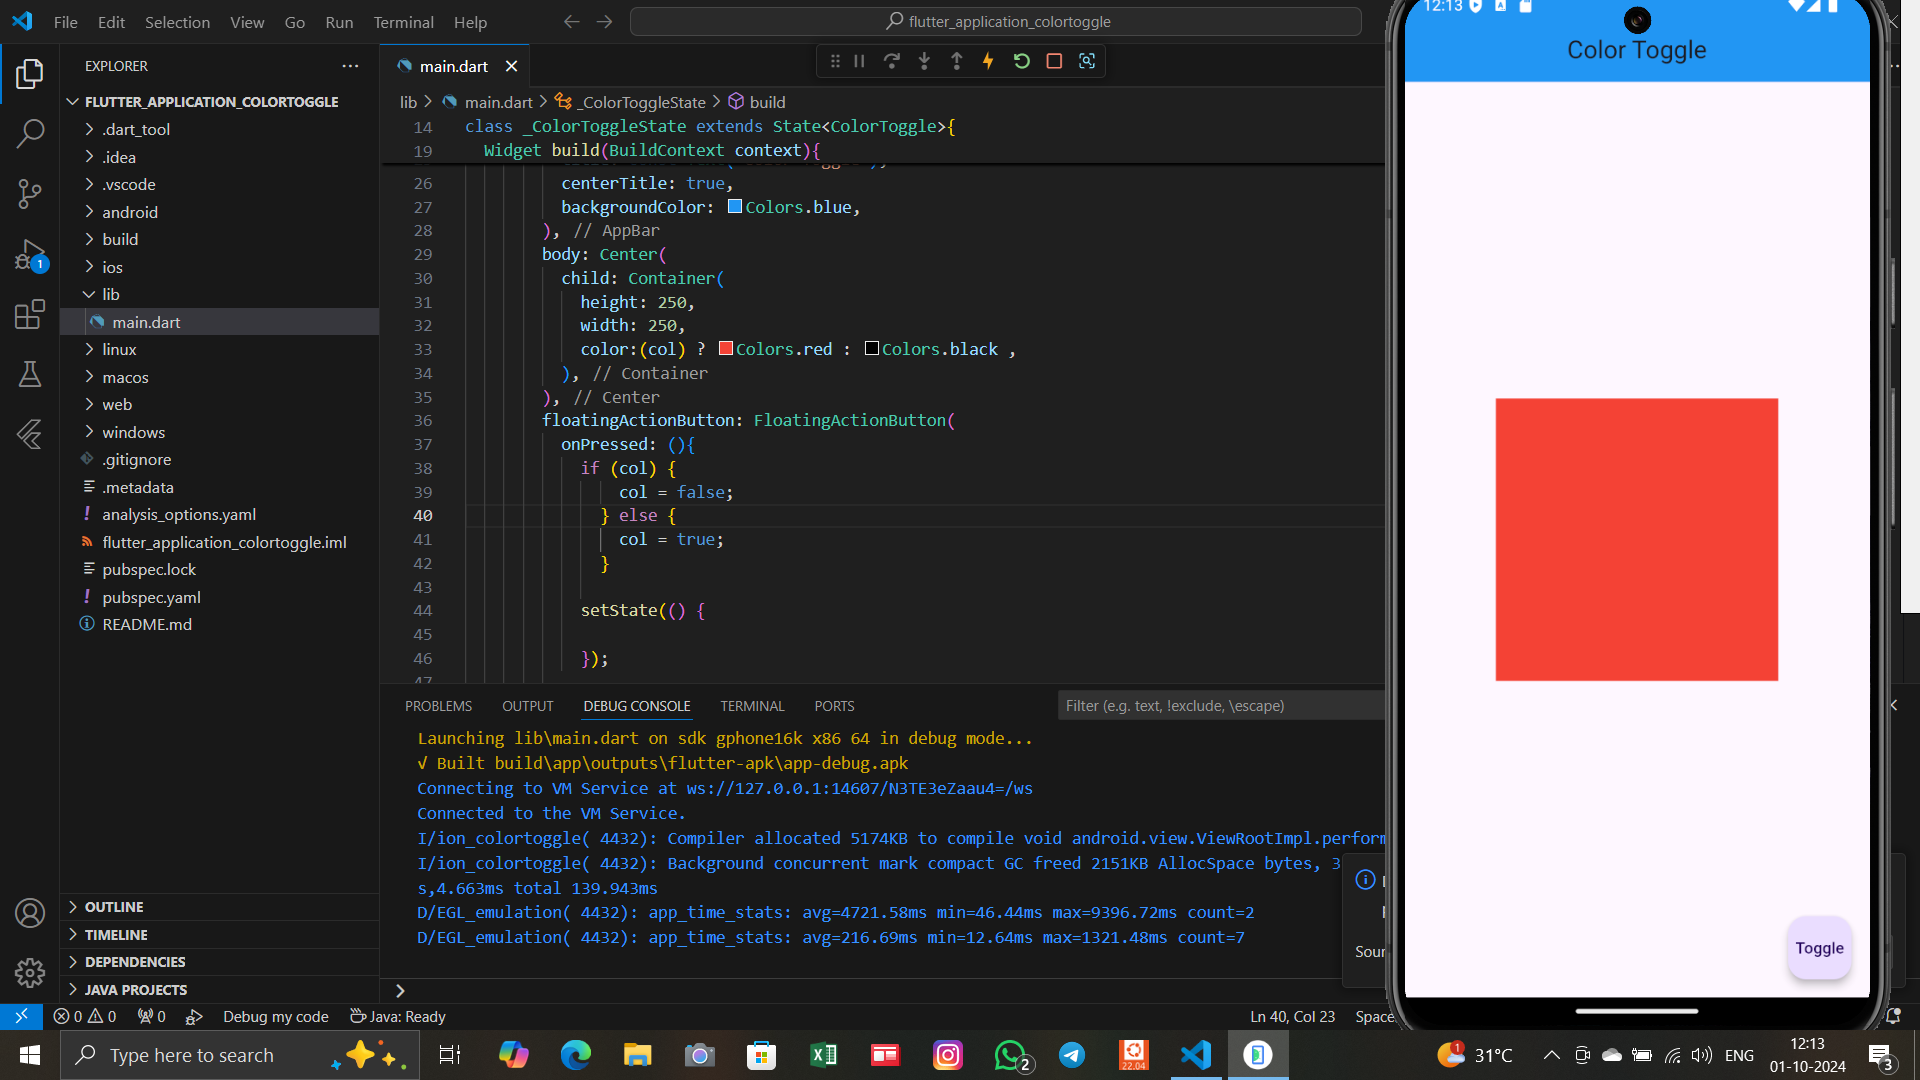 File Edit Selection View Go Run Terminal Help
flutter_application_colortoggle
EXPLORER
FLUTTER_APPLICATION_COLORTOGGLE
.dart_tool
.idea
.vscode
android
build
ios
lib
main.dart
linux
macos
web
windows
.gitignore
.metadata
analysis_options.yaml
flutter_application_colortoggle.iml
pubspec.lock
pubspec.yaml
README.md
OUTLINE
TIMELINE
DEPENDENCIES
JAVA PROJECTS
1
main.dart
lib > main.dart > _ColorToggleState > build
14 class _ColorToggleState extends State<ColorToggle>{
19 Widget build(BuildContext context){
26 centerTitle: true,
27 backgroundColor: Colors.blue,
28 ), // AppBar
29 body: Center(
30 child: Container(
31 height: 250,
32 width: 250,
33 color:(col) ? Colors.red : Colors.black ,
34 ), // Container
35 ), // Center
36 floatingActionButton: FloatingActionButton(
37 onPressed: (){
38 if (col) {
39 col = false;
40 } else {
41 col = true;
42 }
43
44 setState(() {
45
46 });
47
PROBLEMS OUTPUT DEBUG CONSOLE TERMINAL PORTS
Filter (e.g. text, !exclude, \escape)
Launching lib\main.dart on sdk gphone16k x86 64 in debug mode...
√ Built build\app\outputs\flutter-apk\app-debug.apk
Connecting to VM Service at ws://127.0.0.1:14607/N3TE3eZaau4=/ws
Connected to the VM Service.
I/ion_colortoggle( 4432): Compiler allocated 5174KB to compile void android.view.ViewRootImpl.perform
I/ion_colortoggle( 4432): Background concurrent mark compact GC freed 2151KB AllocSpace bytes, 3
s,4.663ms total 139.943ms
D/EGL_emulation( 4432): app_time_stats: avg=4721.58ms min=46.44ms max=9396.72ms count=2
D/EGL_emulation( 4432): app_time_stats: avg=216.69ms min=12.64ms max=1321.48ms count=7
Sour
12:13
Color Toggle
Toggle
0 0 0 Debug my code Java: Ready
Ln 40, Col 23 Space
Type here to search
2
22.04
1 31°C
ENG
12:13
01-10-2024
3